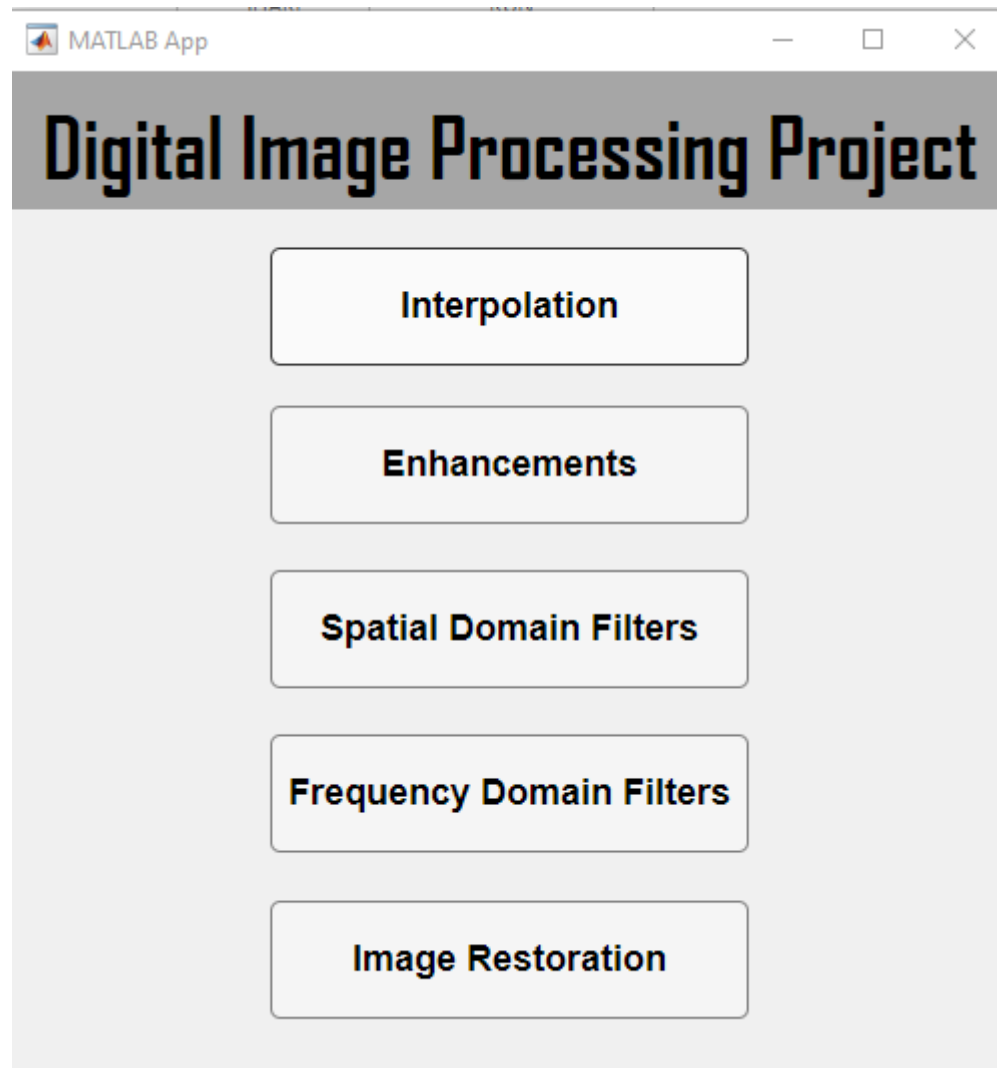 MATLAB App
Digital Image Processing Project
Interpolation
Enhancements
Spatial Domain Filters
Frequency Domain Filters
Image Restoration